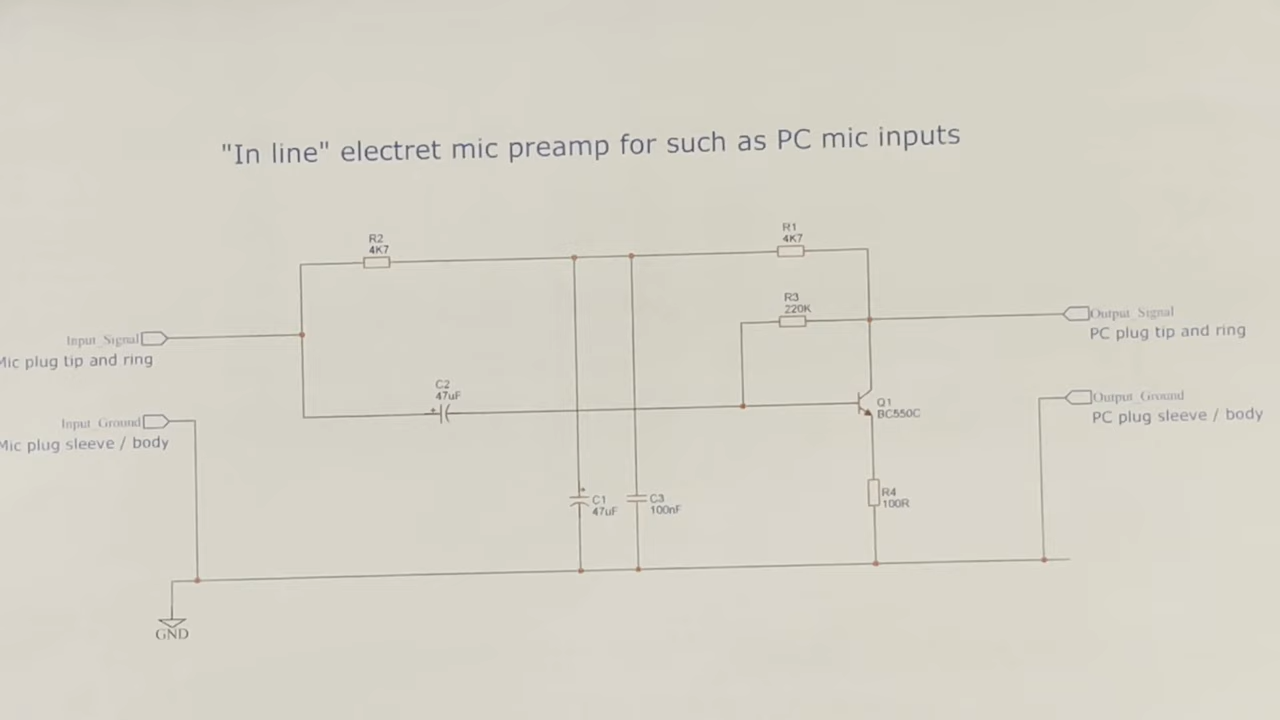 "In line" electret mic preamp for such as PC mic inputs
R2
4K7
R1
4K7
R3
220K
Input_Signal
Mic plug tip and ring
Output_Signal
PC plug tip and ring
C2
47uF
+
Q1
BC550C
Input_Ground
Mic plug sleeve / body
Output_Ground
PC plug sleeve / body
+
C1
47uF
C3
100nF
R4
100R
GND